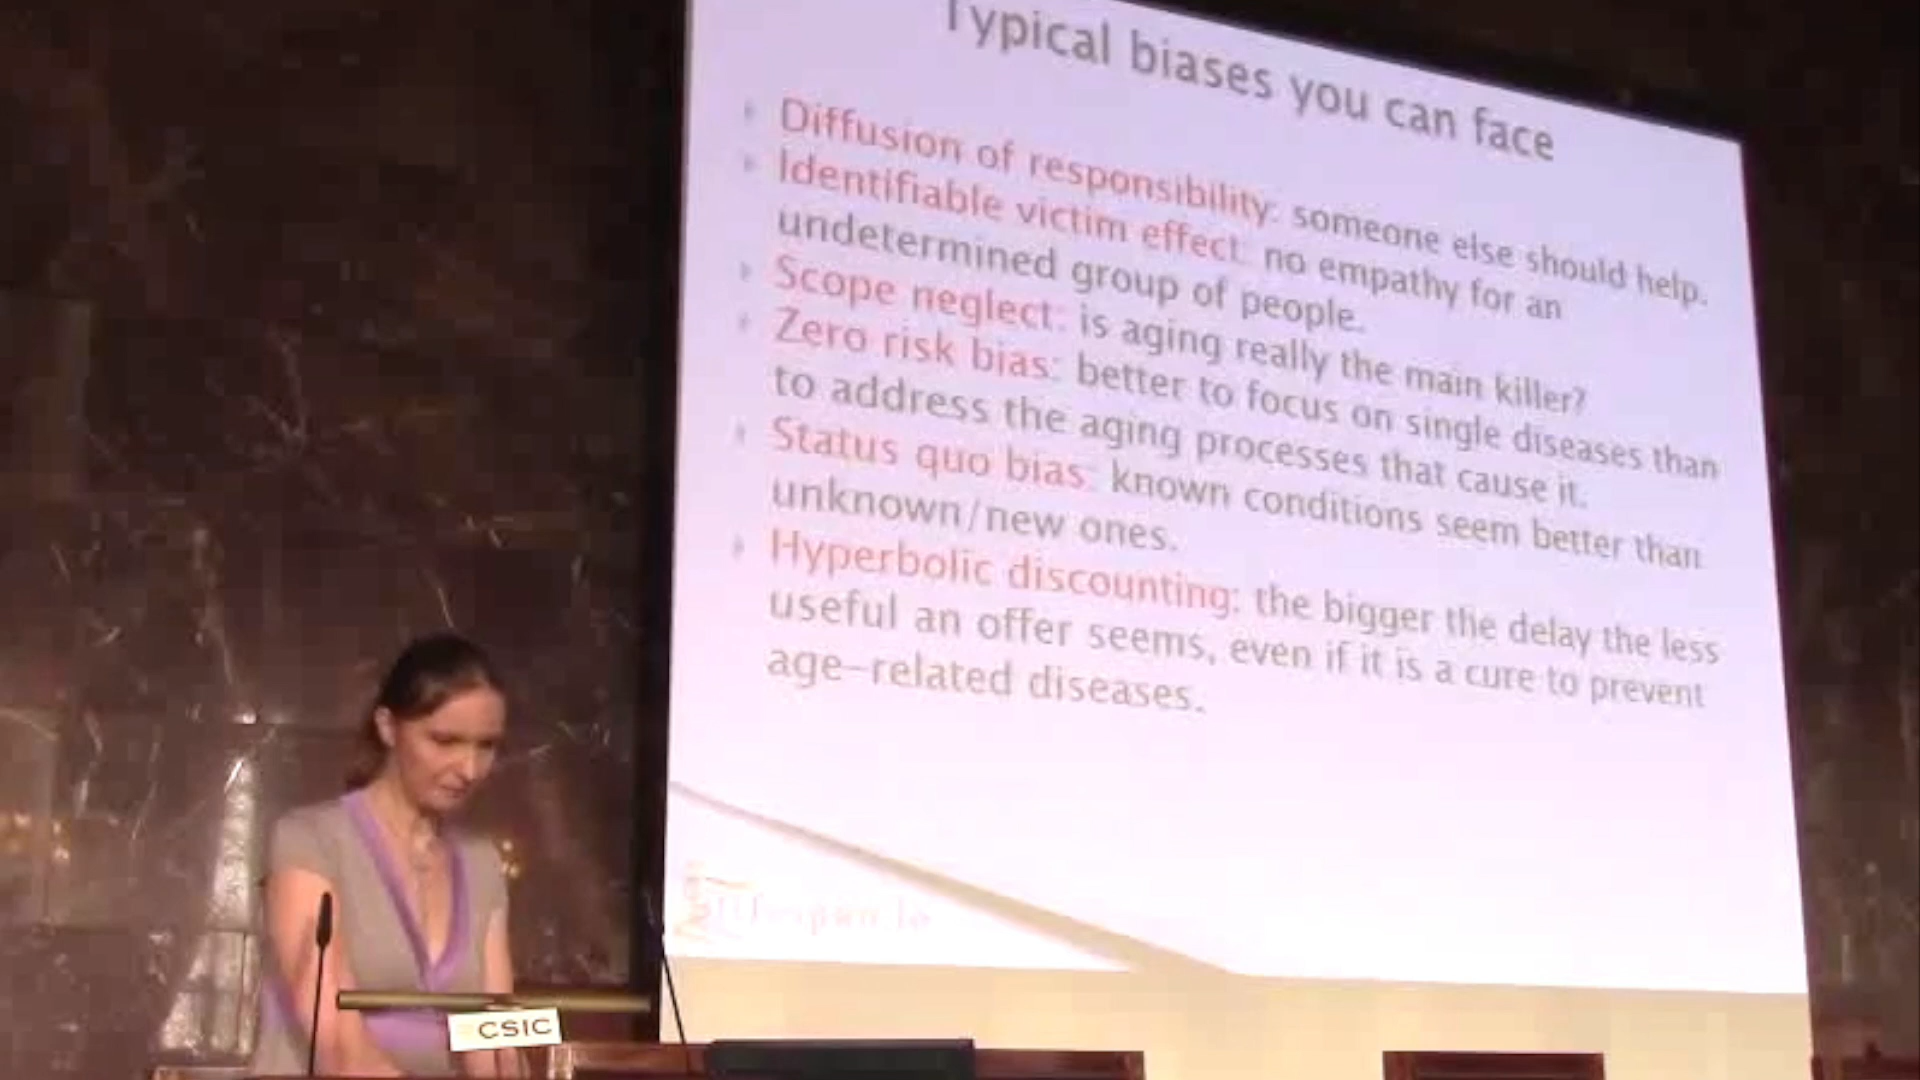 Typical biases you can face
Diffusion of responsibility: someone else should help.
Identifiable victim effect: no empathy for an
undetermined group of people.
Scope neglect: is aging really the main killer?
Zero risk bias: better to focus on single diseases than
to address the aging processes that cause it.
Status quo bias: known conditions seem better than
unknown/new ones.
Hyperbolic discounting: the bigger the delay the less
useful an offer seems, even if it is a cure to prevent
age-related diseases.
lifespan.io
CSIC